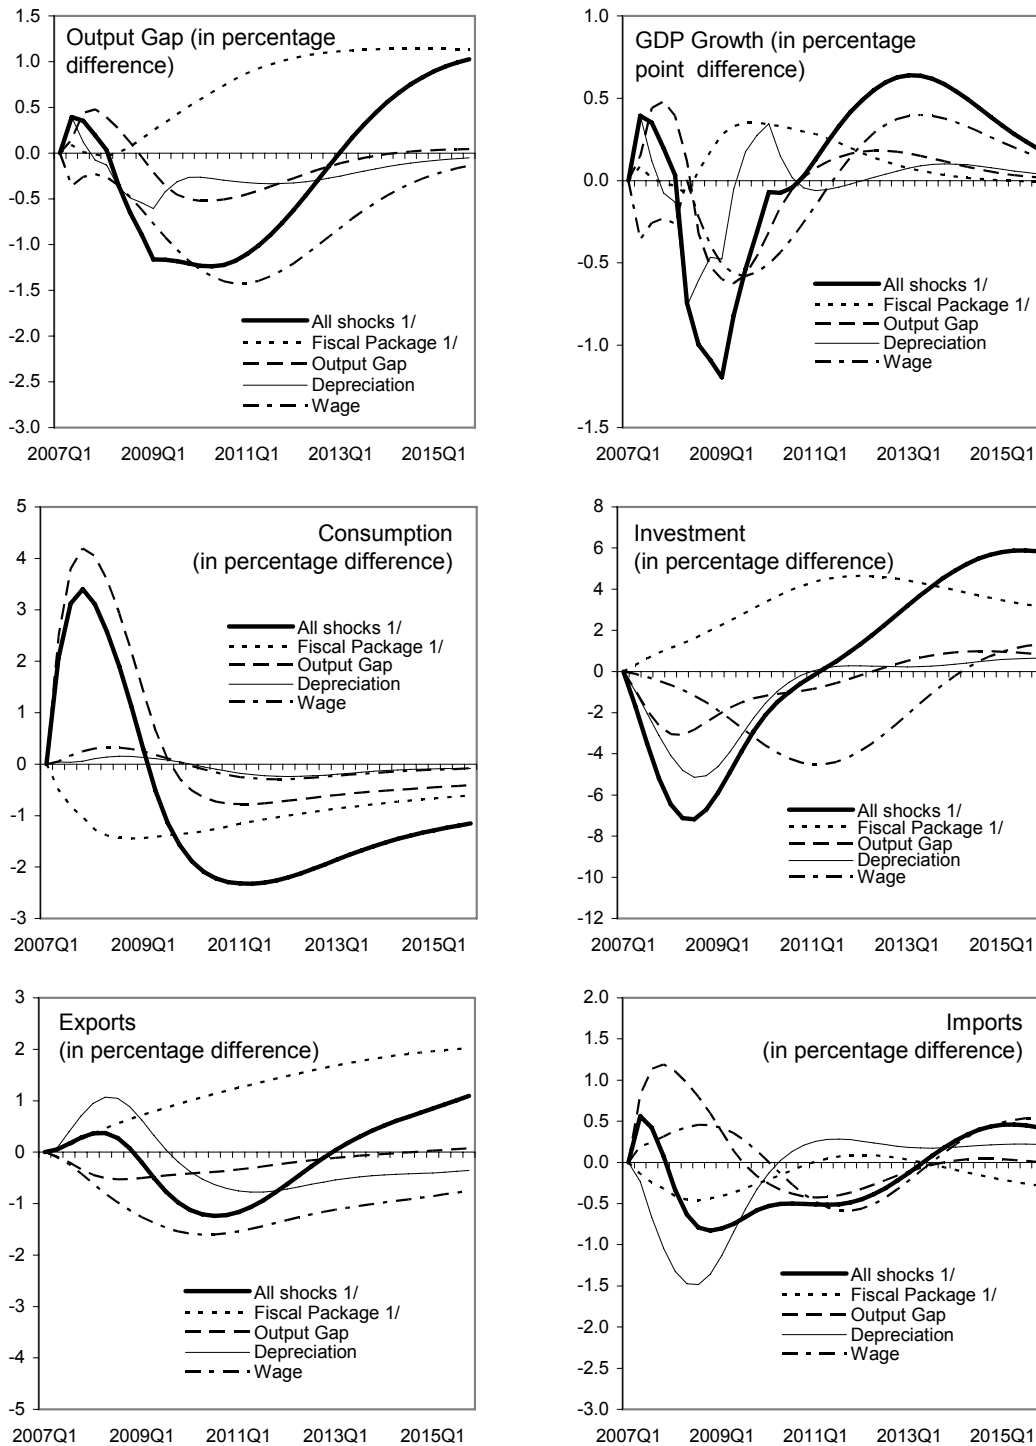 Output Gap (in percentage
difference)
1.5
1.0
0.5
0.0
-0.5
-1.0
-1.5
-2.0
-2.5
-3.0
All shocks 1/
Fiscal Package 1/
Output Gap
Depreciation
Wage
2007Q1 2009Q1 2011Q1 2013Q1 2015Q1
GDP Growth (in percentage
point difference)
1.0
0.5
0.0
-0.5
-1.0
-1.5
All shocks 1/
Fiscal Package 1/
Output Gap
Depreciation
Wage
2007Q1 2009Q1 2011Q1 2013Q1 2015Q1
Consumption
(in percentage difference)
5
4
3
2
1
0
-1
-2
-3
All shocks 1/
Fiscal Package 1/
Output Gap
Depreciation
Wage
2007Q1 2009Q1 2011Q1 2013Q1 2015Q1
Investment
(in percentage difference)
8
6
4
2
0
-2
-4
-6
-8
-10
-12
All shocks 1/
Fiscal Package 1/
Output Gap
Depreciation
Wage
2007Q1 2009Q1 2011Q1 2013Q1 2015Q1
Exports
(in percentage difference)
3
2
1
0
-1
-2
-3
-4
-5
All shocks 1/
Fiscal Package 1/
Output Gap
Depreciation
Wage
2007Q1 2009Q1 2011Q1 2013Q1 2015Q1
Imports
(in percentage difference)
2.0
1.5
1.0
0.5
0.0
-0.5
-1.0
-1.5
-2.0
-2.5
-3.0
All shocks 1/
Fiscal Package 1/
Output Gap
Depreciation
Wage
2007Q1 2009Q1 2011Q1 2013Q1 2015Q1